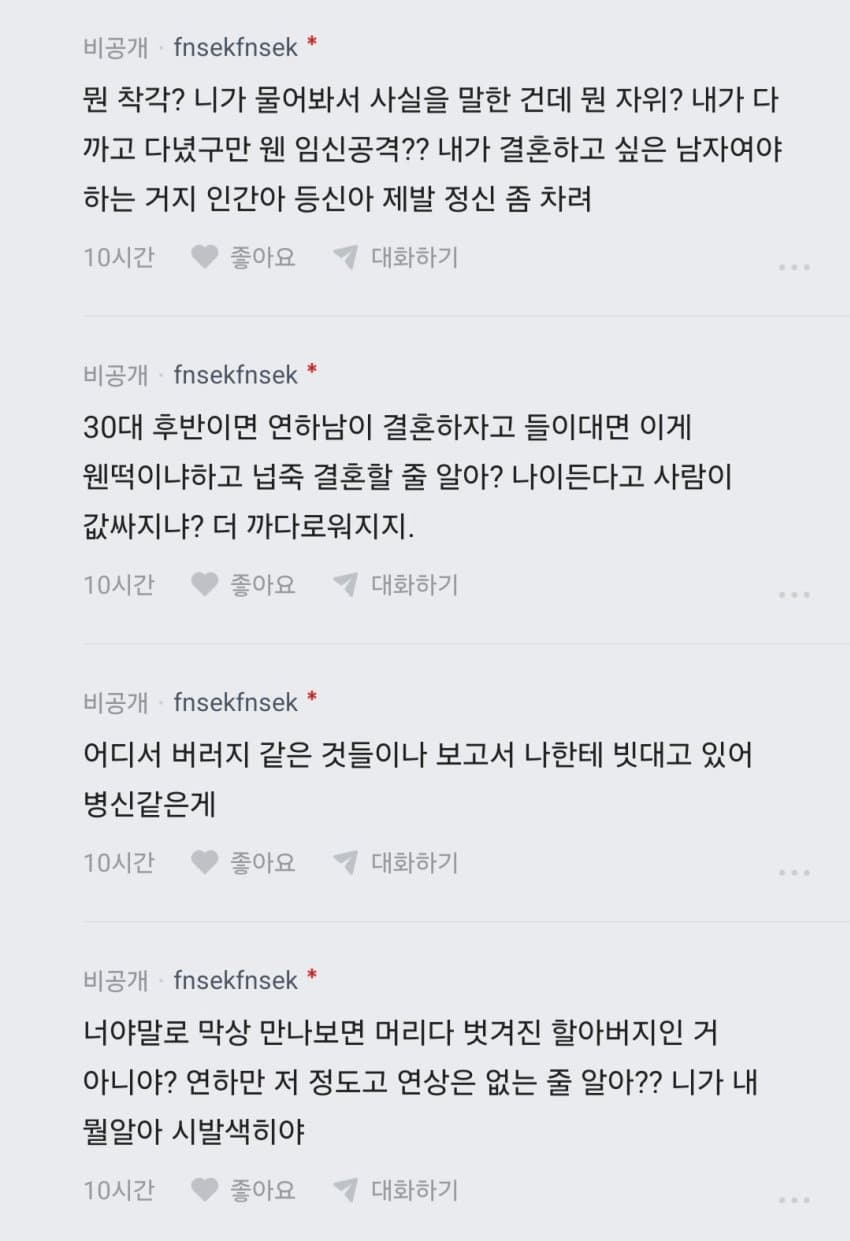 비공개 · fnsekfnsek *
뭔 착각? 니가 물어봐서 사실을 말한 건데 뭔 자위? 내가 다
까고 다녔구만 웬 임신공격?? 내가 결혼하고 싶은 남자여야
하는 거지 인간아 등신아 제발 정신 좀 차려
10시간 좋아요 대화하기
비공개 · fnsekfnsek *
30대 후반이면 연하남이 결혼하자고 들이대면 이게
웬떡이냐하고 넙죽 결혼할 줄 알아? 나이든다고 사람이
값싸지냐? 더 까다로워지지.
10시간 좋아요 대화하기
비공개 · fnsekfnsek *
어디서 버러지 같은 것들이나 보고서 나한테 빗대고 있어
병신같은게
10시간 좋아요 대화하기
비공개 · fnsekfnsek *
너야말로 막상 만나보면 머리다 벗겨진 할아버지인 거
아니야? 연하만 저 정도고 연상은 없는 줄 알아?? 니가 내
뭘알아 시발색히야
10시간 좋아요 대화하기